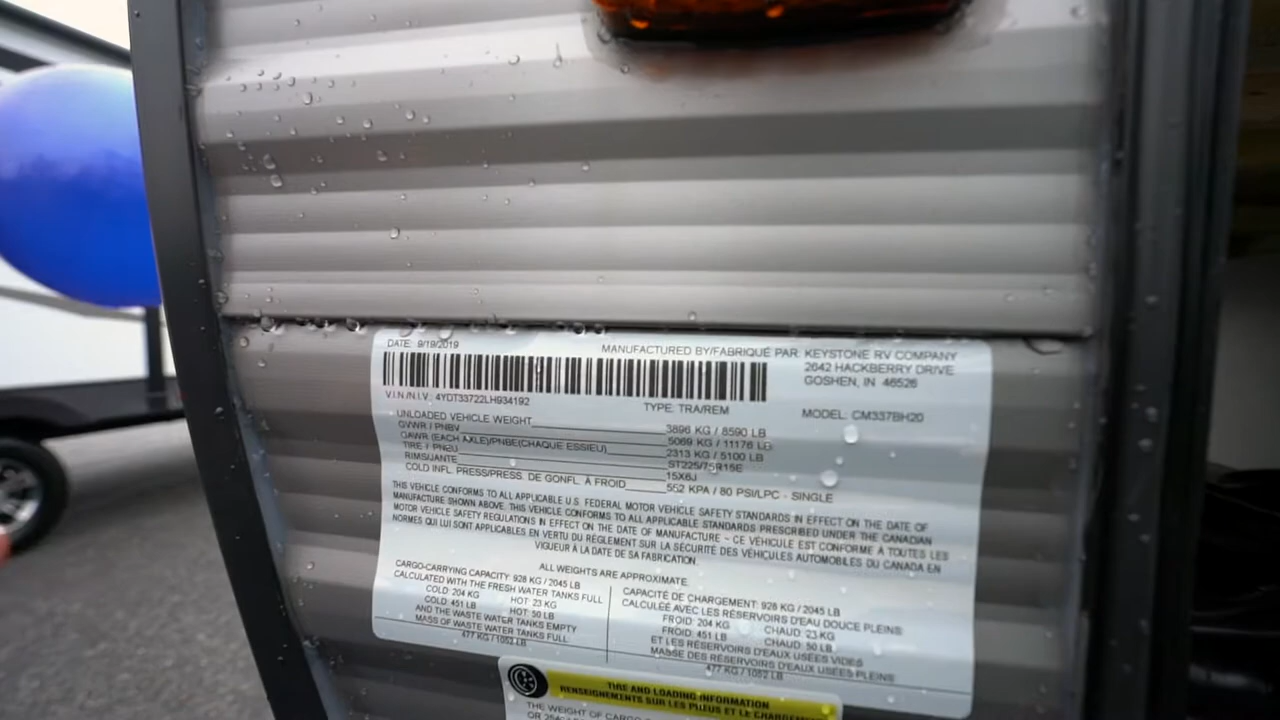 DATE: 9/19/2019
MANUFACTURED BY/FABRIQUÉ PAR: KEYSTONE RV COMPANY
2642 HACKBERRY DRIVE
GOSHEN, IN 46526
V.I.N./N.I.V.: 4YDT33722LH934192
TYPE: TRA/REM
MODEL: CM337BH20
UNLOADED VEHICLE WEIGHT 3896 KG / 8590 LB
GVWR / PNBV 5069 KG / 11176 LB
GAWR (EACH AXLE)/PNBE(CHAQUE ESSIEU) 2313 KG / 5100 LB
TIRE / PNEU ST225/75R15E
RIMS/JANTE 15X6J
COLD INFL. PRESS/PRESS. DE GONFL. À FROID 552 KPA / 80 PSI/LPC - SINGLE
THIS VEHICLE CONFORMS TO ALL APPLICABLE U.S. FEDERAL MOTOR VEHICLE SAFETY STANDARDS IN EFFECT ON THE DATE OF
MANUFACTURE SHOWN ABOVE. THIS VEHICLE CONFORMS TO ALL APPLICABLE STANDARDS PRESCRIBED UNDER THE CANADIAN
MOTOR VEHICLE SAFETY REGULATIONS IN EFFECT ON THE DATE OF MANUFACTURE ~ CE VÉHICULE EST CONFORME À TOUTES LES
NORMES QUI LUI SONT APPLICABLES EN VERTU DU RÈGLEMENT SUR LA SÉCURITÉ DES VÉHICULES AUTOMOBILES DU CANADA EN
VIGUEUR À LA DATE DE SA FABRICATION.
ALL WEIGHTS ARE APPROXIMATE.
CARGO-CARRYING CAPACITY: 928 KG / 2045 LB
CALCULATED WITH THE FRESH WATER TANKS FULL
COLD: 204 KG HOT: 23 KG
COLD: 451 LB HOT: 50 LB
AND THE WASTE WATER TANKS EMPTY
MASS OF WASTE WATER TANKS FULL:
477 KG / 1052 LB
CAPACITÉ DE CHARGEMENT: 928 KG / 2045 LB
CALCULÉE AVEC LES RÉSERVOIRS D'EAU DOUCE PLEINS
FROID: 204 KG CHAUD: 23 KG
FROID: 451 LB CHAUD: 50 LB
ET LES RÉSERVOIRS D'EAUX USÉES VIDES
MASSE DES RÉSERVOIRS D'EAUX USÉES PLEINS
477 KG / 1052 LB
TIRE AND LOADING INFORMATION
RENSEIGNEMENTS SUR LES PNEUS ET LE CHARGEMENT
THE WEIGHT OF CARGO